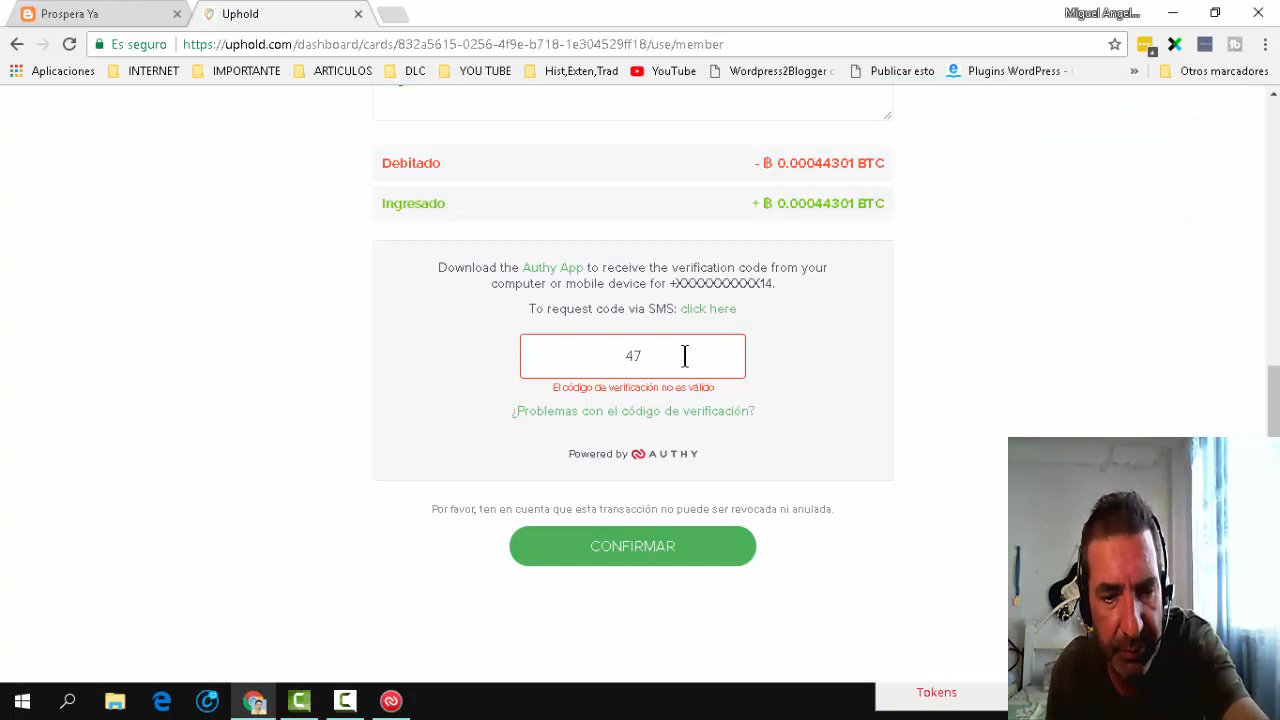 Prospera Ya
Uphold
Miguel Angel...
Es seguro
https://uphold.com/dashboard/cards/832a5615-0256-4f9e-b718-1e304529ff18/use/member
Aplicaciones INTERNET IMPORTANTE ARTICULOS DLC YOU TUBE Hist,Exten,Trad YouTube Wordpress2Blogger c Publicar esto Plugins WordPress - » Otros marcadores
Debitado - ₿ 0.00044301 BTC
Ingresado + ₿ 0.00044301 BTC
Download the Authy App to receive the verification code from your
computer or mobile device for +XXXXXXXXXXX14.
To request code via SMS: click here
47
El código de verificación no es válido
¿Problemas con el código de verificación?
Powered by AUTHY
Por favor, ten en cuenta que esta transacción no puede ser revocada ni anulada.
CONFIRMAR
Tokens